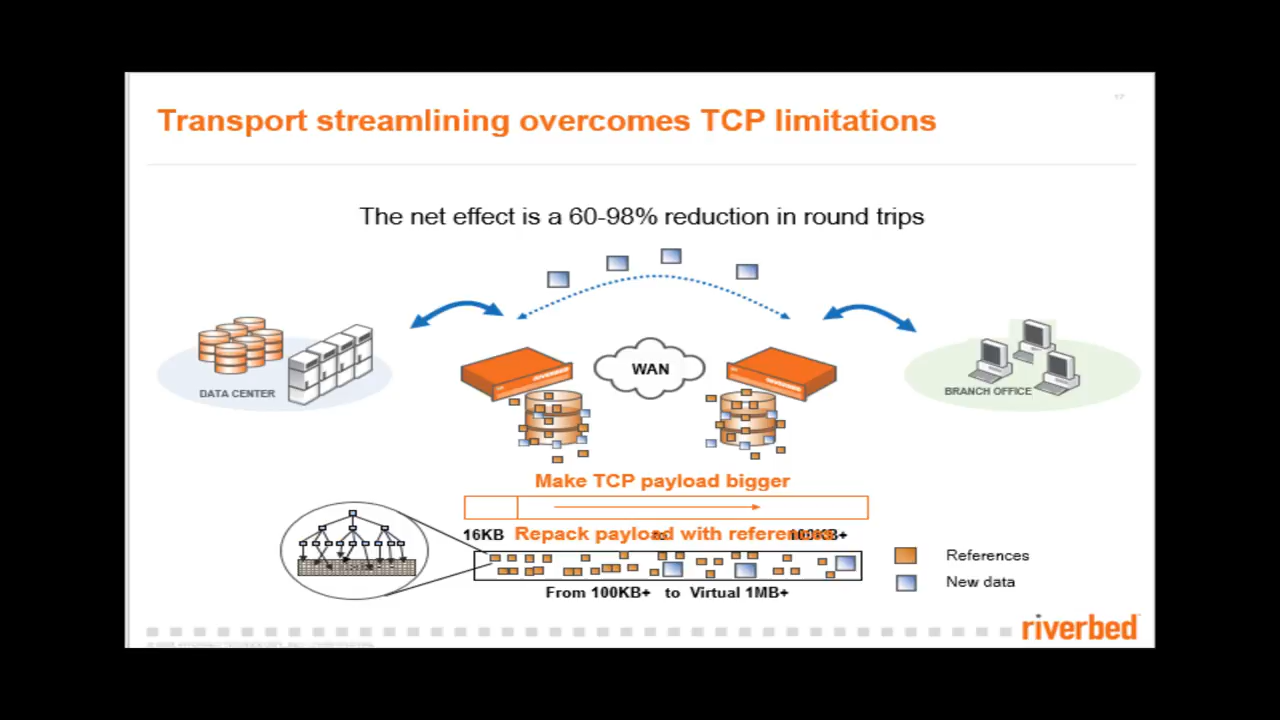 Transport streamlining overcomes TCP limitations
The net effect is a 60-98% reduction in round trips
WAN
DATA CENTER
BRANCH OFFICE
Make TCP payload bigger
16KB to 100KB+
Repack payload with references
References
New data
From 100KB+ to Virtual 1MB+
riverbed